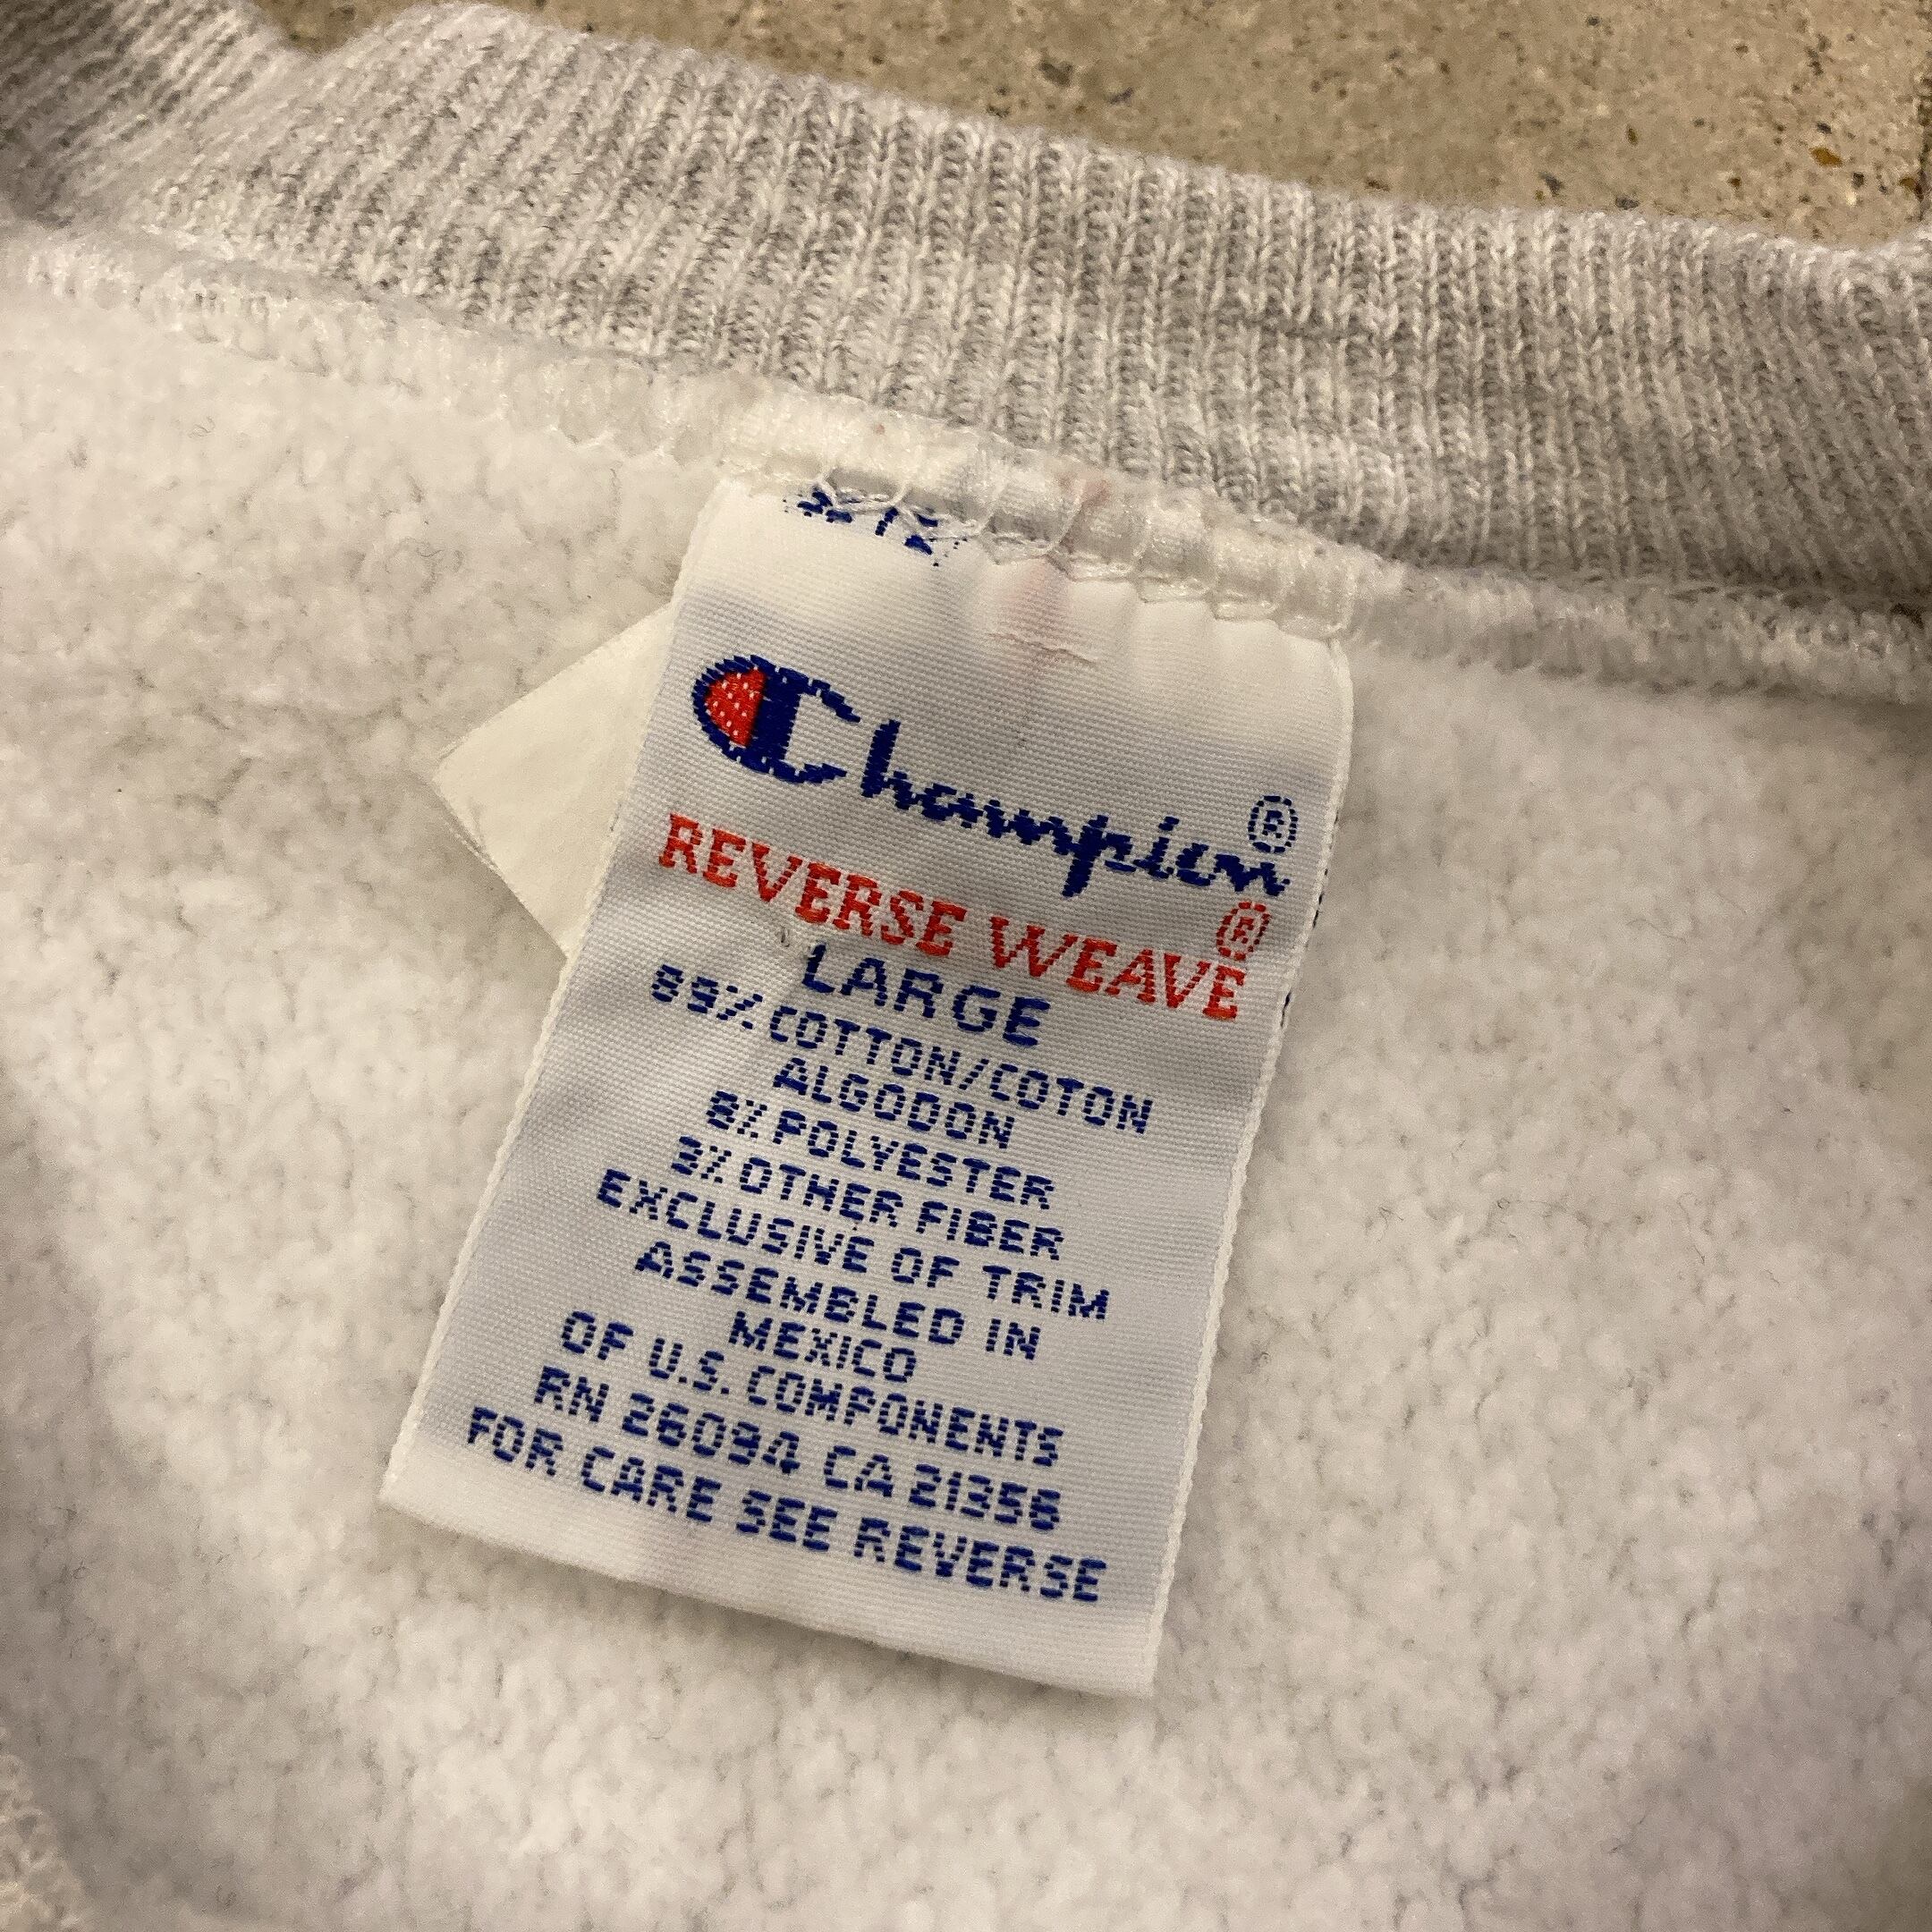 Champion®
REVERSE WEAVE®
LARGE
89% COTTON/COTON
ALGODON
8% POLYESTER
3% OTHER FIBER
EXCLUSIVE OF TRIM
ASSEMBLED IN
MEXICO
OF U.S. COMPONENTS
RN 26094 CA 21356
FOR CARE SEE REVERSE